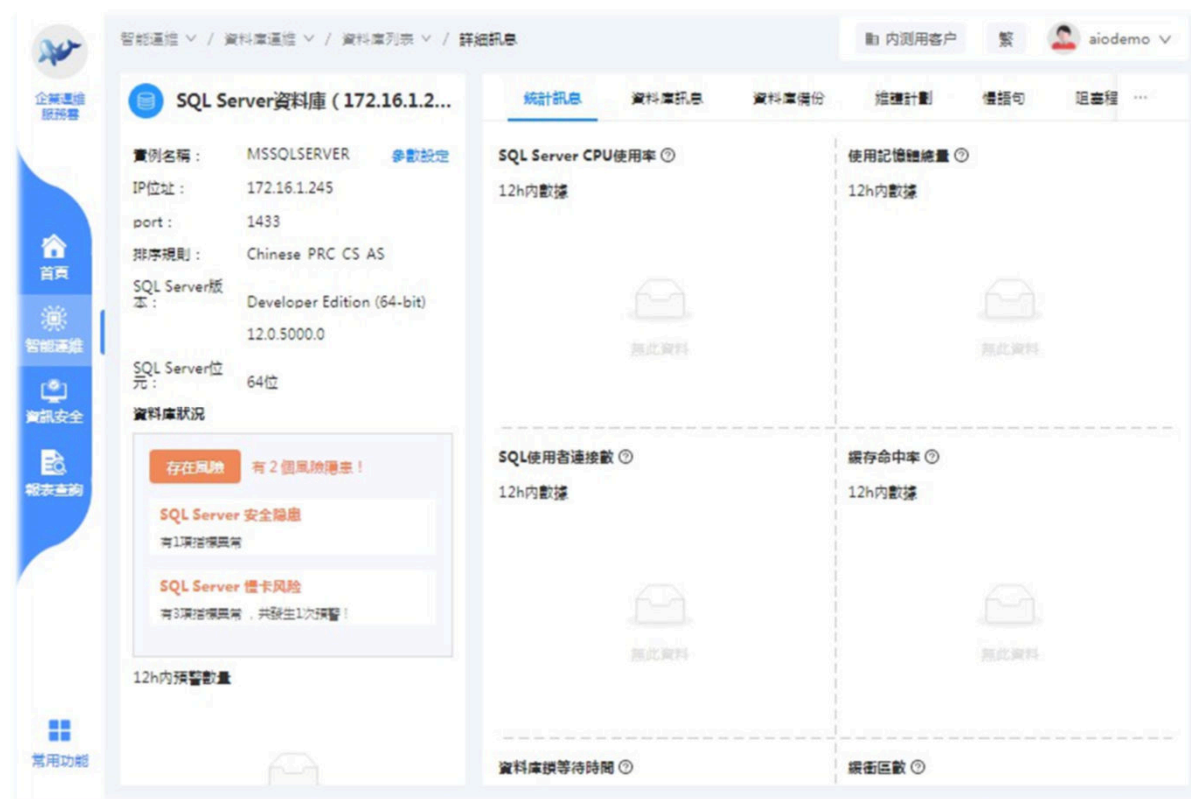 智能運維 / 資料庫運維 / 資料庫列表 / 詳細訊息
内测用客户
繁
aiodemo
企業運維
服務雲
首頁
智能運維
資訊安全
報表查詢
常用功能
SQL Server資料庫 ( 172.16.1.2...
實例名稱： MSSQLSERVER 參數設定
IP位址： 172.16.1.245
port： 1433
排序規則： Chinese PRC CS AS
SQL Server版
本： Developer Edition (64-bit)
12.0.5000.0
SQL Server位
元： 64位
資料庫狀況
存在風險 有 2 個風險隱患！
SQL Server 安全隐患
有1項指標異常
SQL Server 慢卡风险
有3項指標異常，共發生1次預警！
12h内預警數量
統計訊息 資料庫訊息 資料庫備份 維護計劃 慢語句 阻塞程 ...
SQL Server CPU使用率
12h内數據
無此資料
使用記憶體總量
12h内數據
無此資料
SQL使用者連接數
12h内數據
無此資料
緩存命中率
12h内數據
無此資料
資料庫鎖等待時間
緩衝區數